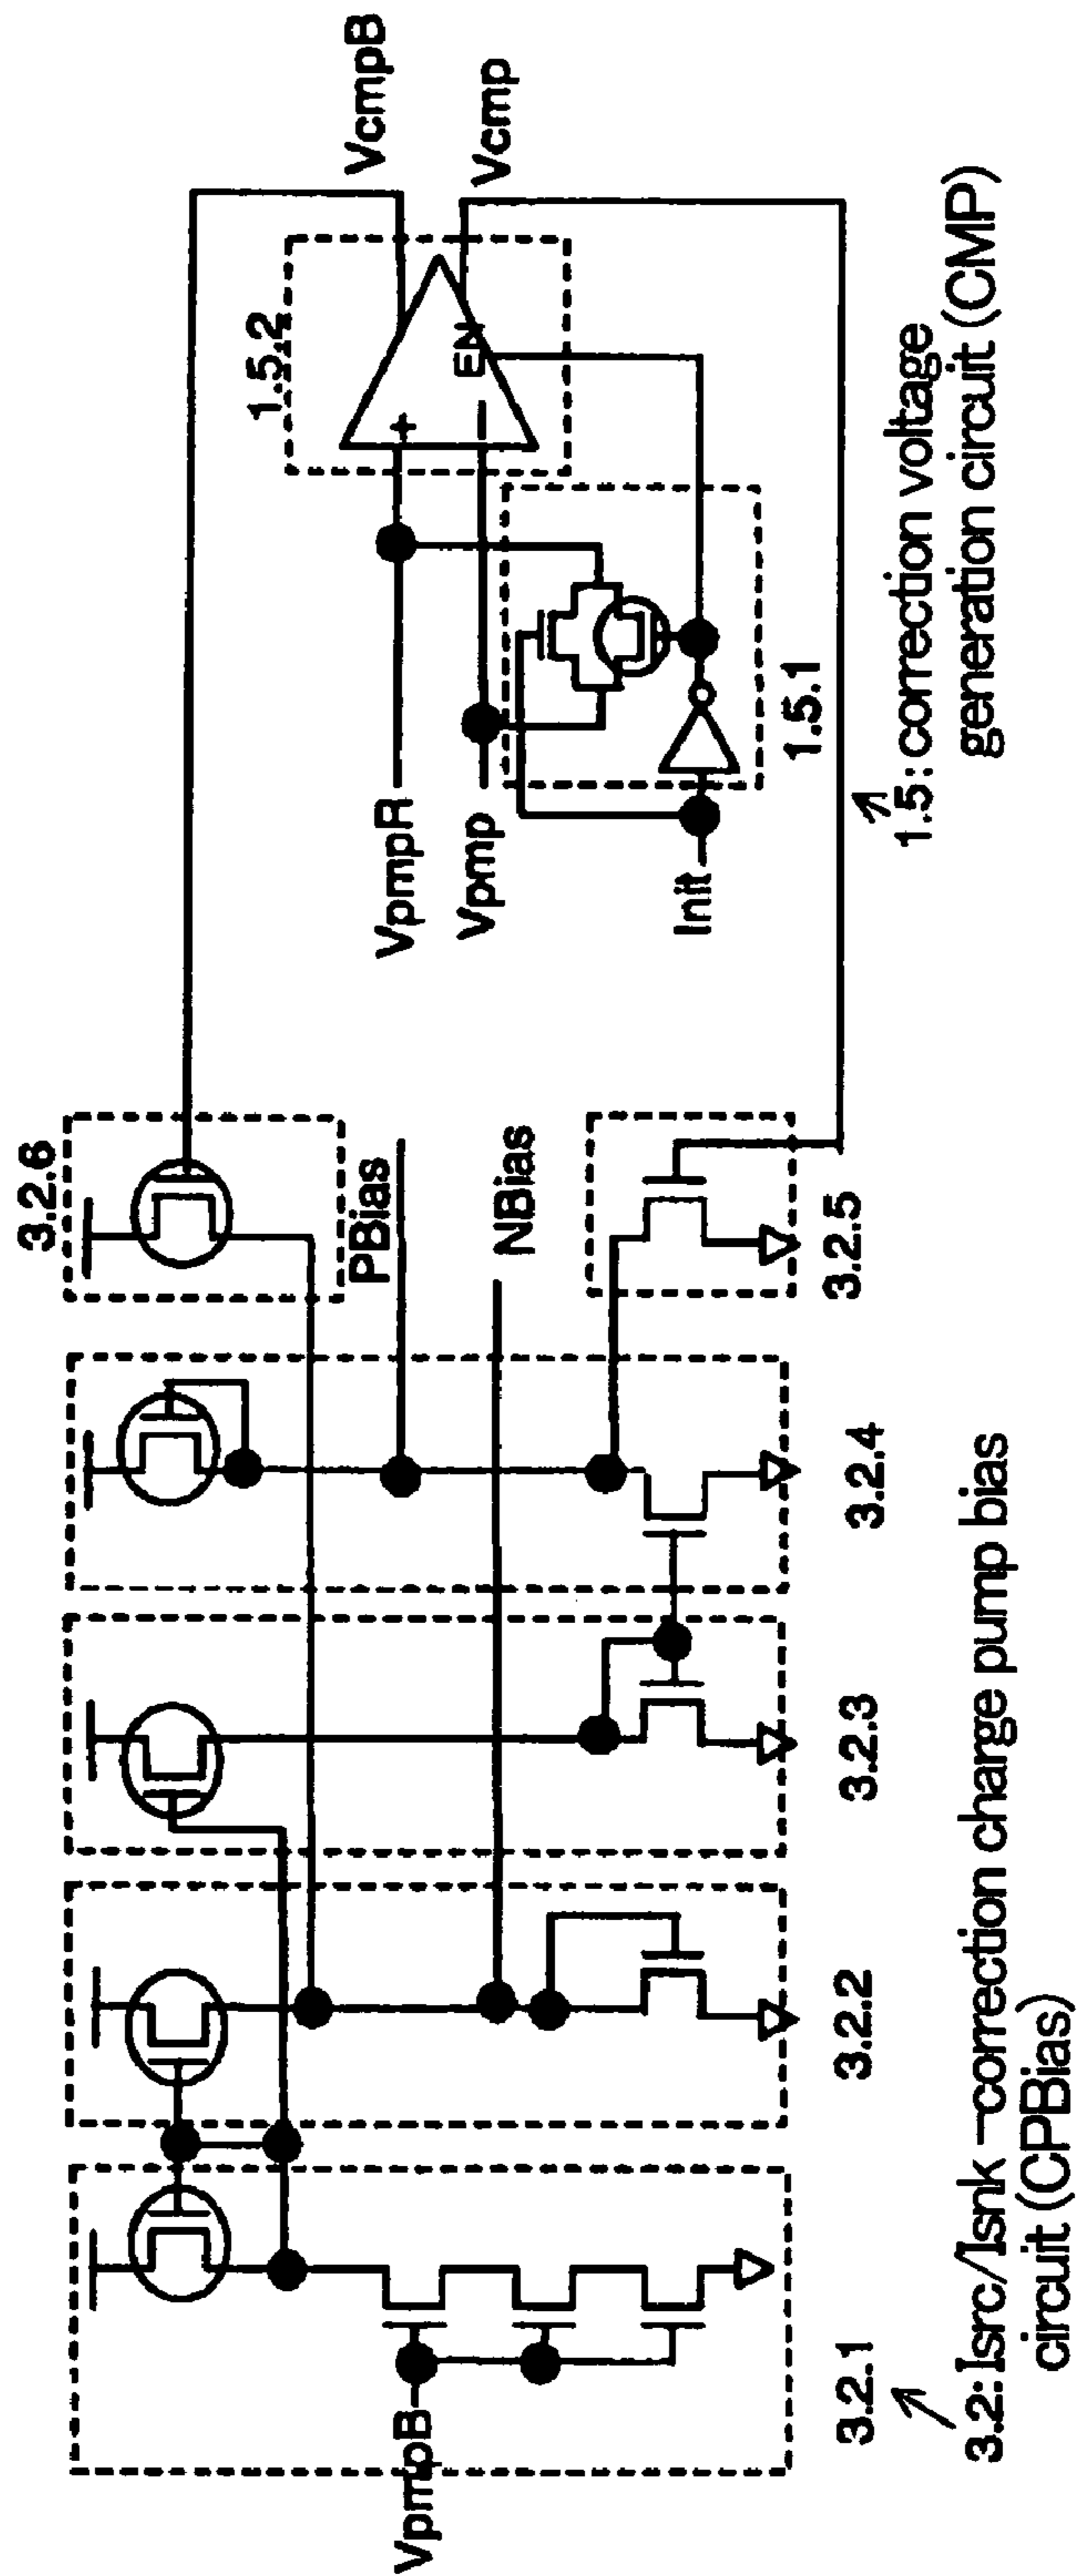 3.2.6
VcmpB
1.5.2
+
EN
−
Vcmp
VpmpR
Vpmp
Init
1.5.1
PBias
NBias
3.2.5
3.2.4
3.2.3
3.2.2
3.2.1
VpmpB
1.5: correction voltage
generation circuit (CMP)
3.2: Isrc/Isnk -correction charge pump bias
circuit (CPBias)